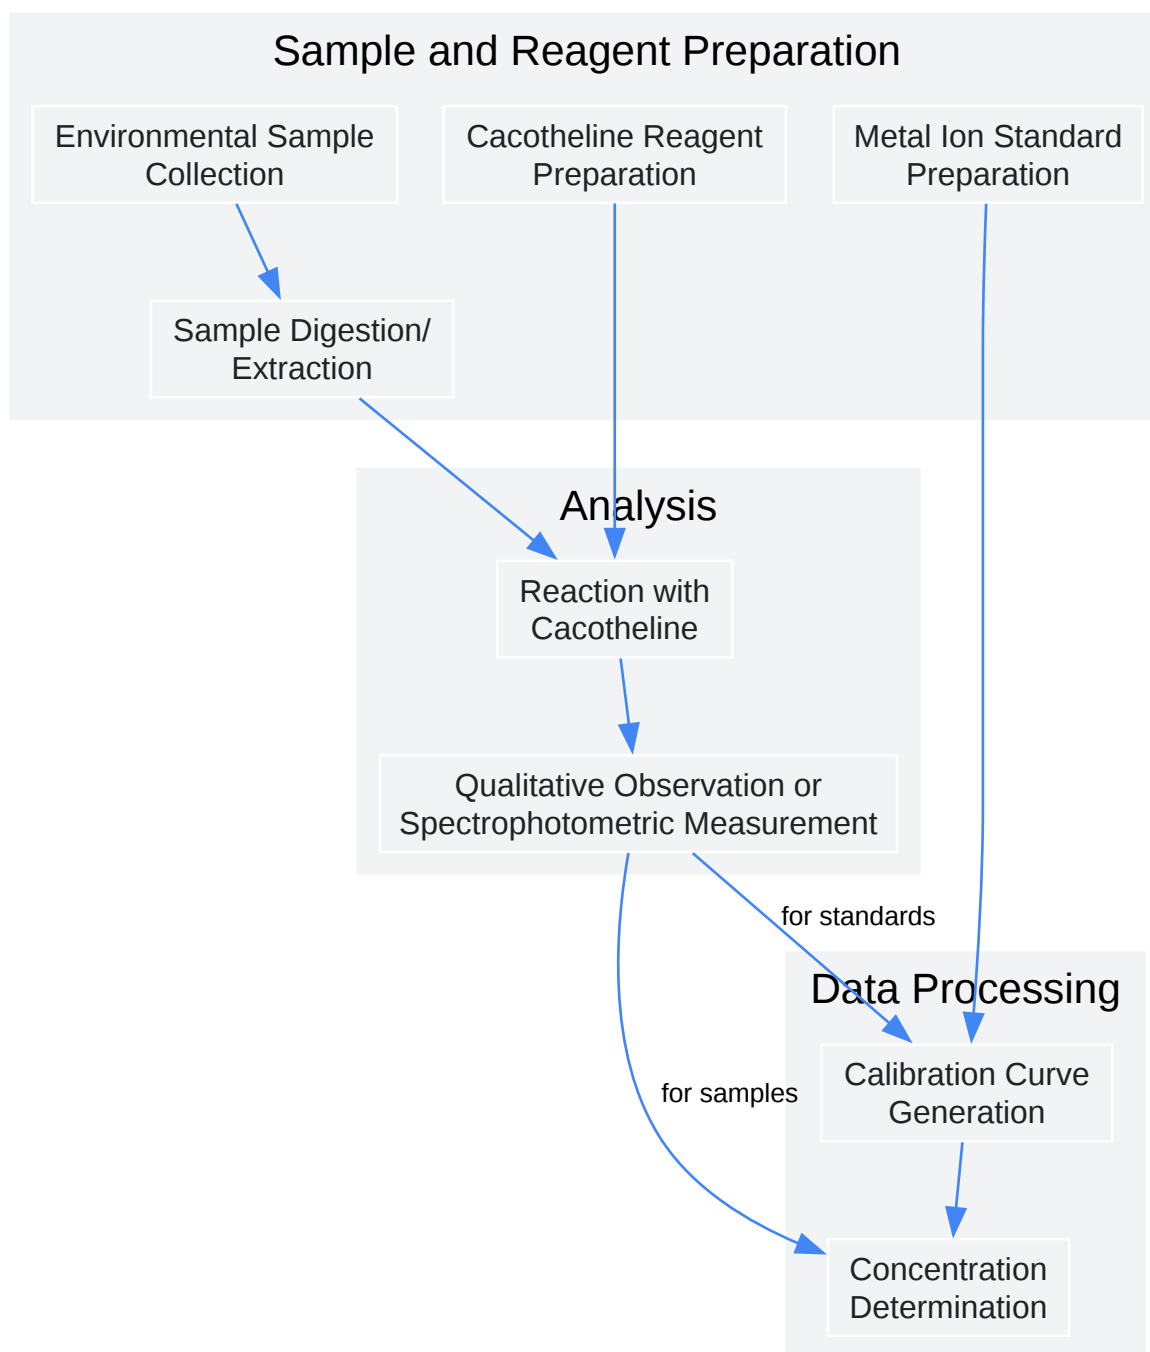 Sample and Reagent Preparation
Environmental Sample
Collection
Cacotheline Reagent
Preparation
Metal Ion Standard
Preparation
Sample Digestion/
Extraction
Analysis
Reaction with
Cacotheline
Qualitative Observation or
Spectrophotometric Measurement
for standards
Data Processing
Calibration Curve
Generation
for samples
Concentration
Determination